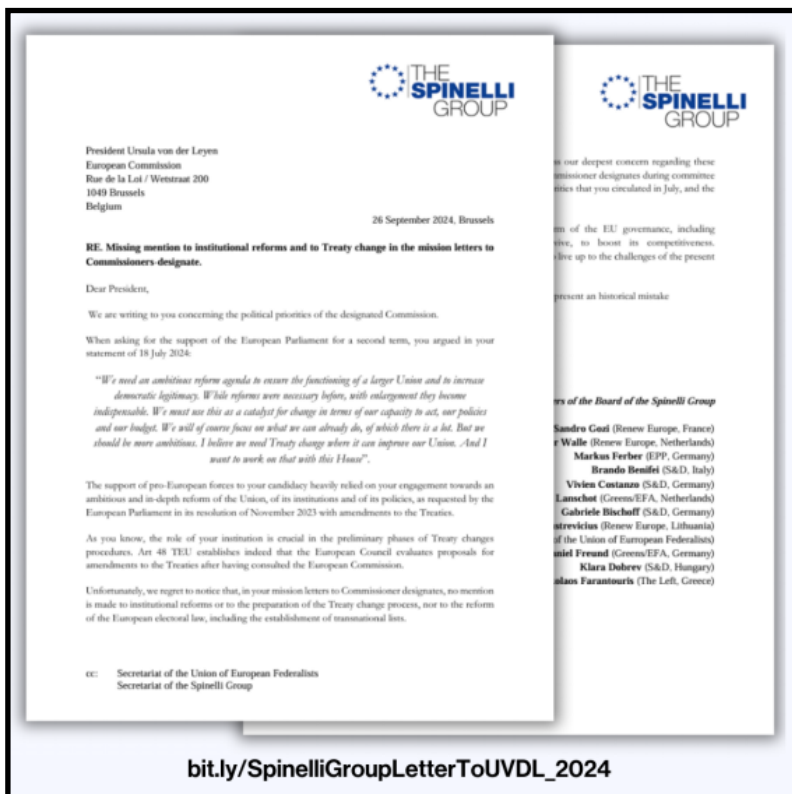 THE
SPINELLI
GROUP
President Ursula von der Leyen
European Commission
Rue de la Loi / Wetstraat 200
1049 Brussels
Belgium
26 September 2024, Brussels
RE. Missing mention to institutional reforms and to Treaty change in the mission letters to
Commissioners-designate.
Dear President,
We are writing to you concerning the political priorities of the designated Commission.
When asking for the support of the European Parliament for a second term, you argued in your
statement of 18 July 2024:
“We need an ambitious reform agenda to ensure the functioning of a larger Union and to increase
democratic legitimacy. While reforms were necessary before, with enlargement they become
indispensable. We must use this as a catalyst for change in terms of our capacity to act, our policies
and our budget. We will of course focus on what we can already do, of which there is a lot. But we
should be more ambitious. I believe we need Treaty change where it can improve our Union. And I
want to work on that with this House”.
The support of pro-European forces to your candidacy heavily relied on your engagement towards an
ambitious and in-depth reform of the Union, of its institutions and of its policies, as requested by the
European Parliament in its resolution of November 2023 with amendments to the Treaties.
As you know, the role of your institution is crucial in the preliminary phases of Treaty changes
procedures. Art 48 TEU establishes indeed that the European Council evaluates proposals for
amendments to the Treaties after having consulted the European Commission.
Unfortunately, we regret to notice that, in your mission letters to Commissioner designates, no mention
is made to institutional reforms or to the preparation of the Treaty change process, nor to the reform
of the European electoral law, including the establishment of transnational lists.
cc: Secretariat of the Union of European Federalists
Secretariat of the Spinelli Group
THE
SPINELLI
GROUP
our deepest concern regarding these
designates during committee
that you circulated in July, and the
of the EU governance, including
to boost its competitiveness.
live up to the challenges of the present
present an historical mistake
of the Board of the Spinelli Group
Sandro Gozi (Renew Europe, France)
Walle (Renew Europe, Netherlands)
Markus Ferber (EPP, Germany)
Brando Benifei (S&D, Italy)
Vivien Costanzo (S&D, Germany)
Lanschot (Greens/EFA, Netherlands)
Gabriele Bischoff (S&D, Germany)
(Renew Europe, Lithuania)
of the Union of European Federalists)
Freund (Greens/EFA, Germany)
Klara Dobrev (S&D, Hungary)
Farantouris (The Left, Greece)
bit.ly/SpinelliGroupLetterToUVDL_2024